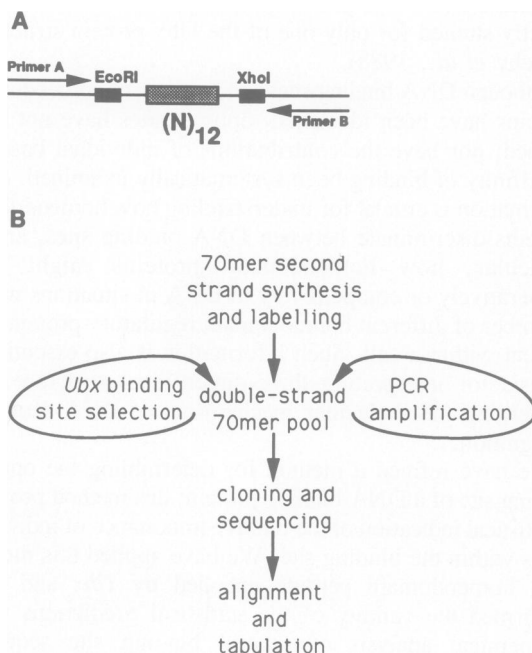 A
Primer A
EcoRI
XhoI
(N)12
Primer B
B
70mer second
strand synthesis
and labelling
Ubx binding
site selection
double-strand
70mer pool
PCR
amplification
cloning and
sequencing
alignment
and
tabulation